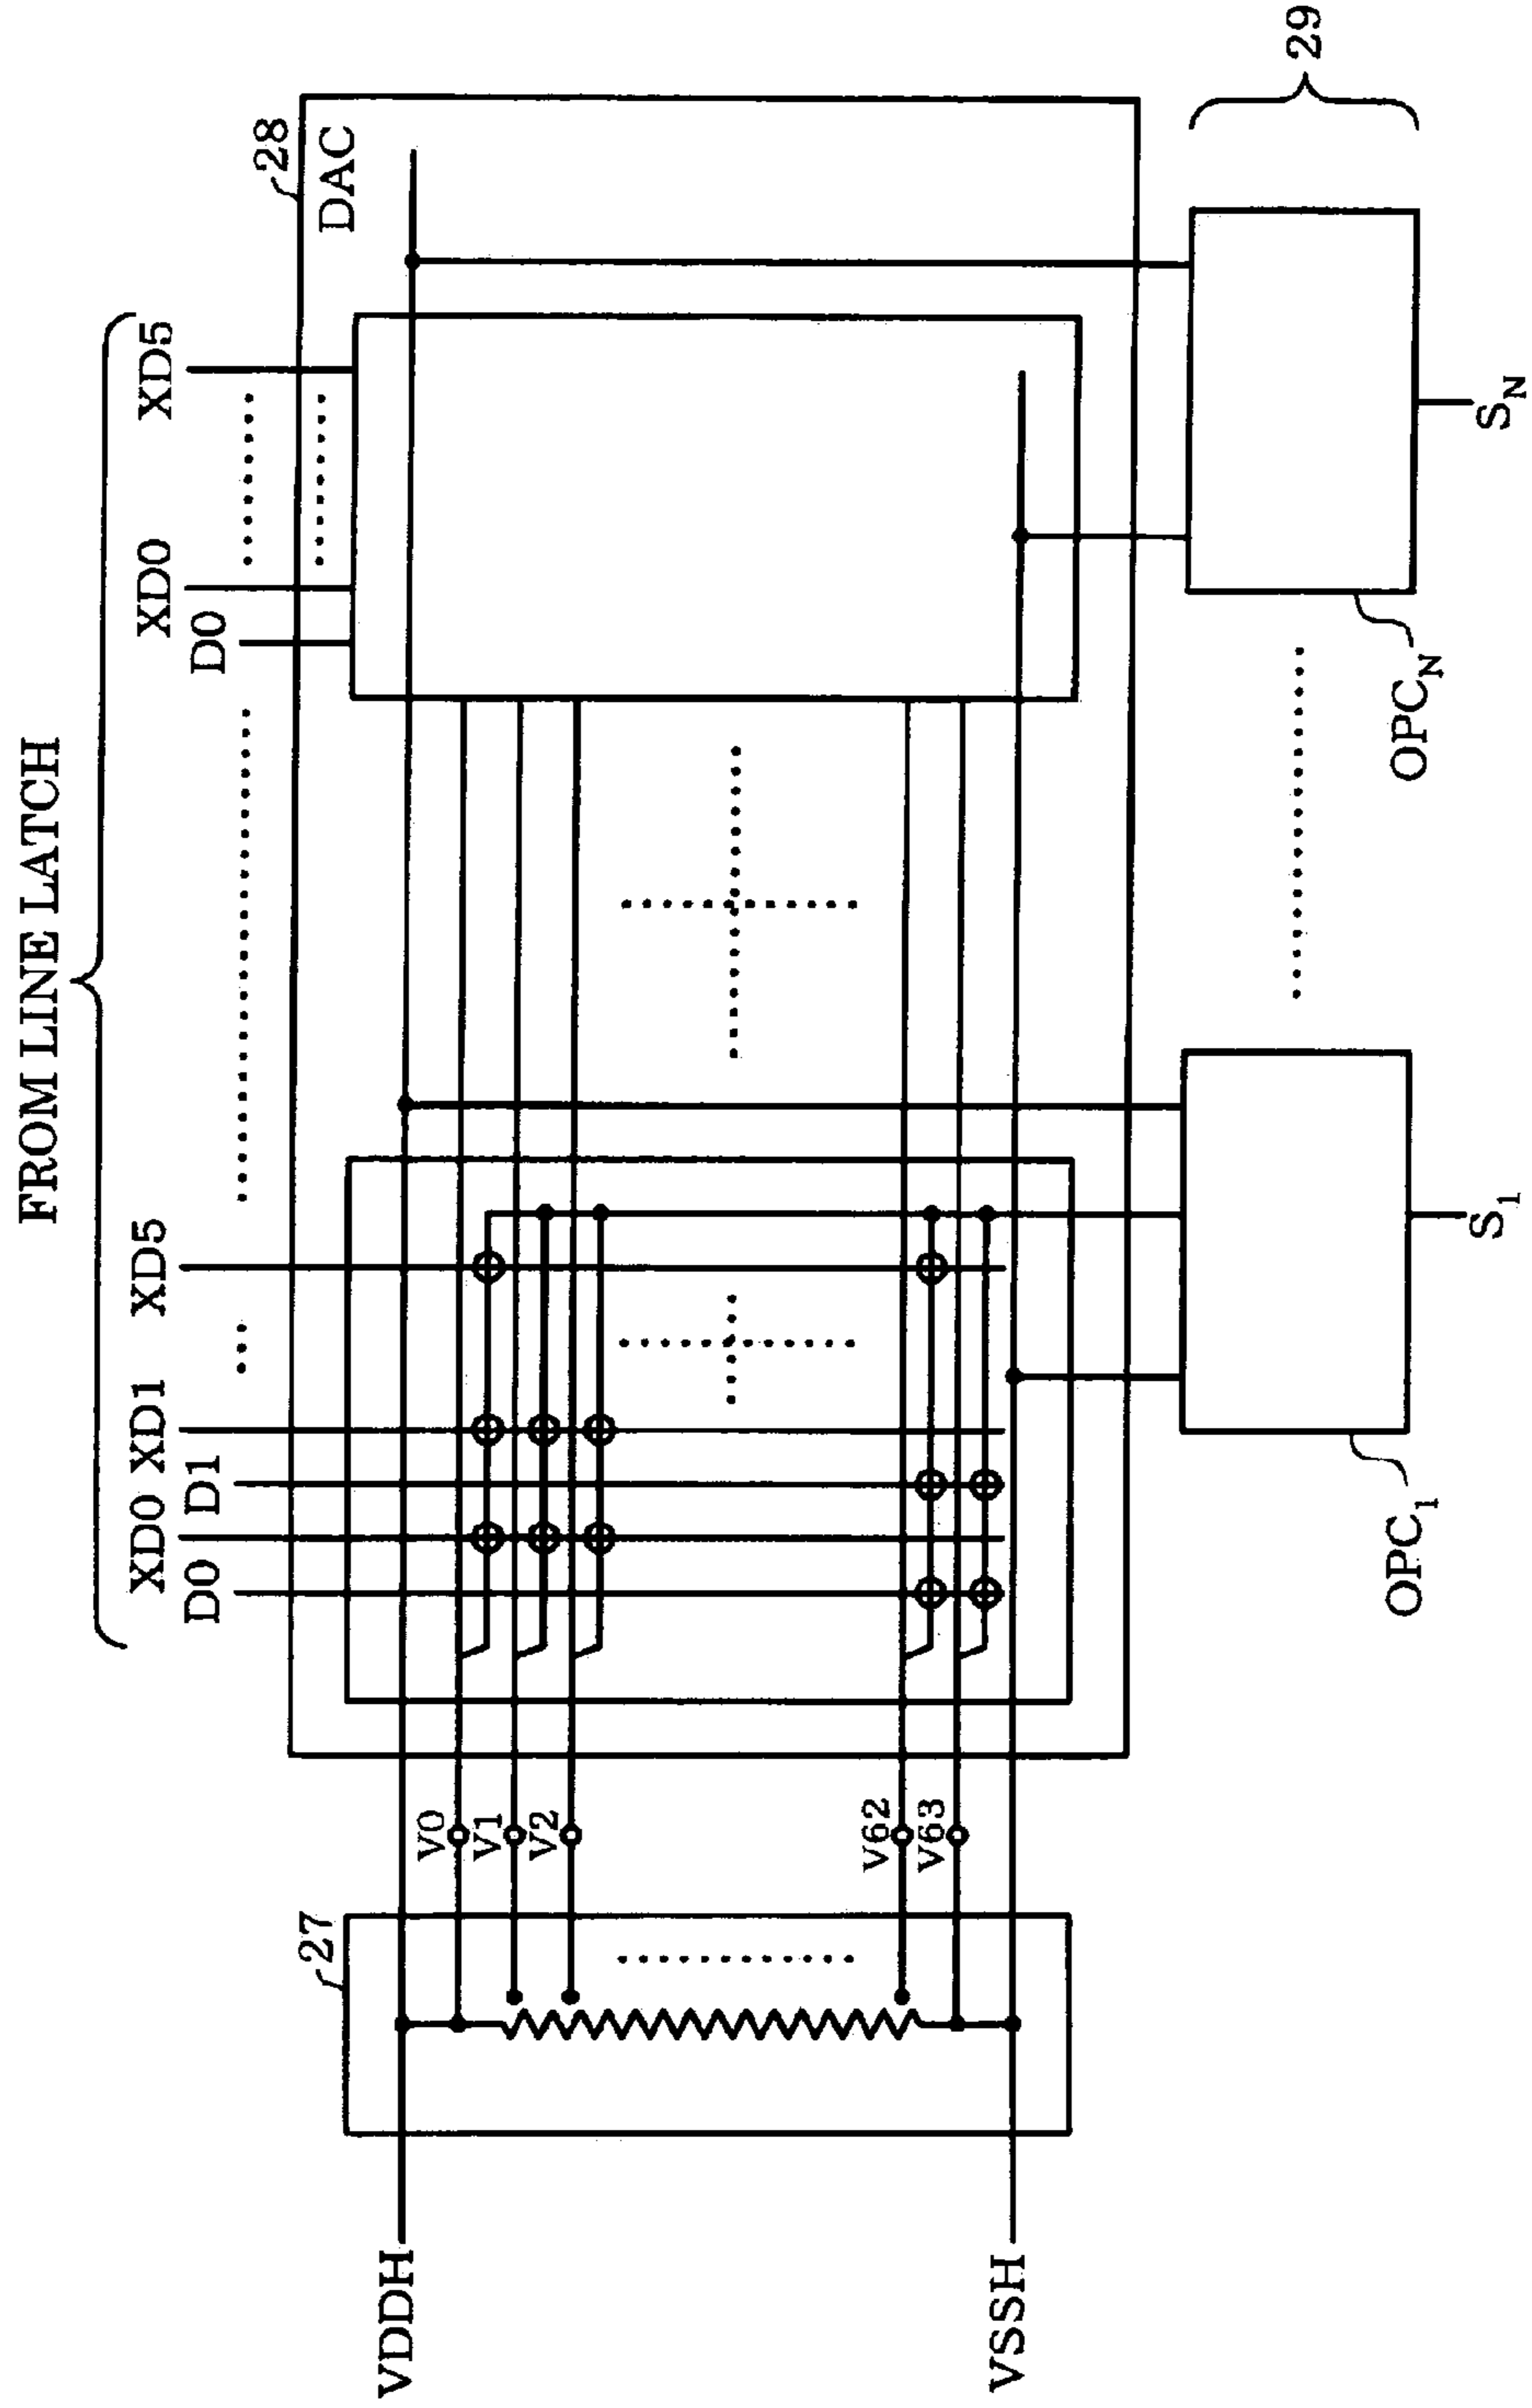 FROM LINE LATCH
D0
XD0
D1
XD1
XD5
D0
XD0
XD5
28
DAC
27
VDDH
V0
V1
V2
V62
V63
VSSH
29
OPC1
OPCN
S1
SN